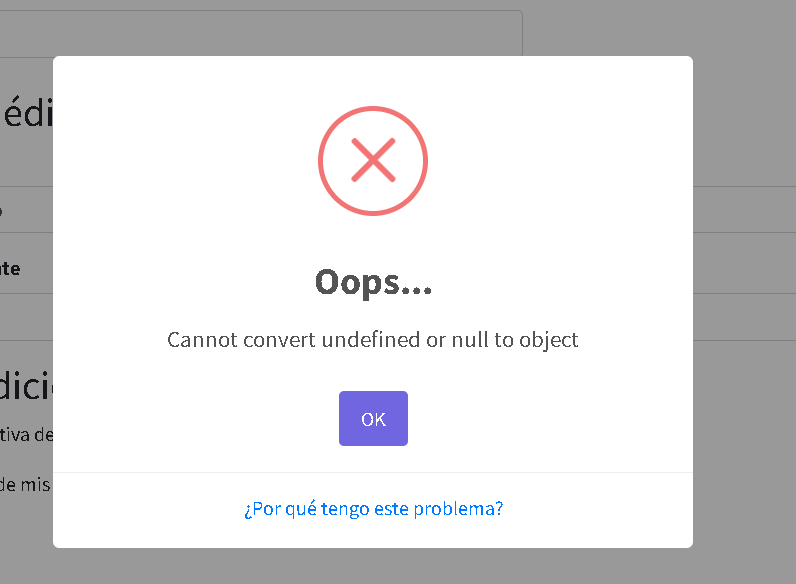 édi
nte
Oops...
Cannot convert undefined or null to object
OK
dici
tiva de
de mis
¿Por qué tengo este problema?